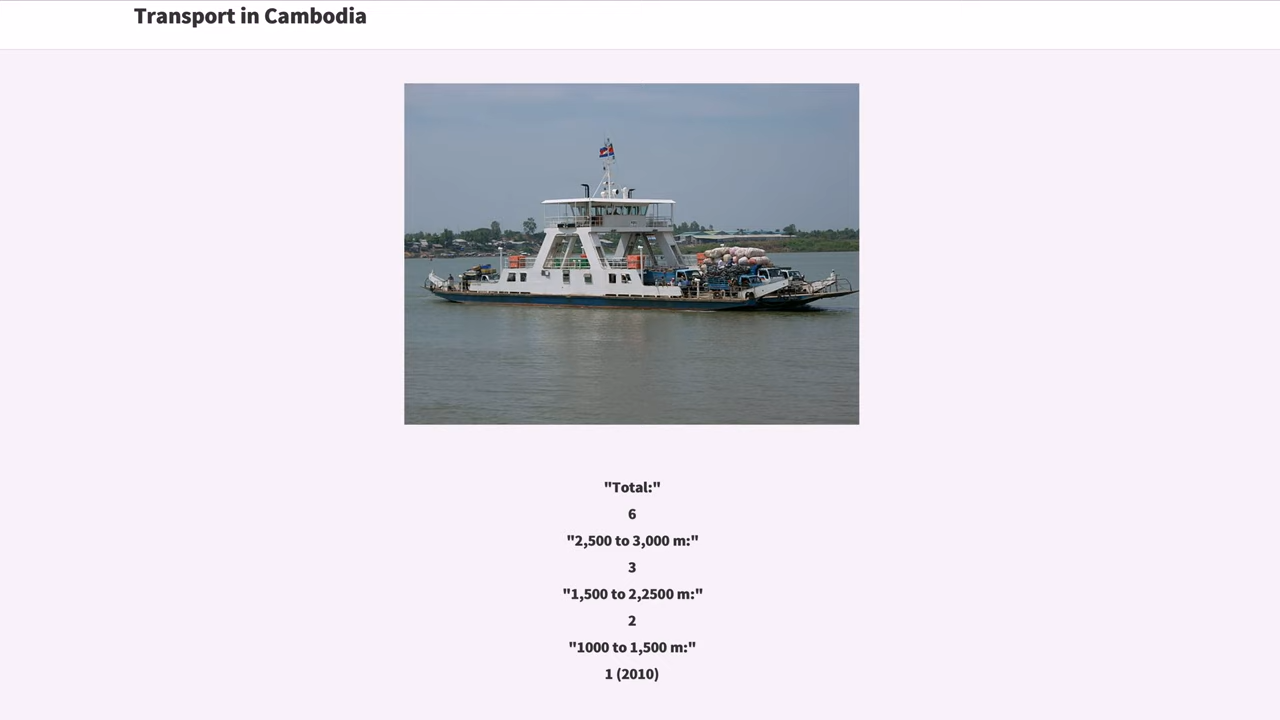 Transport in Cambodia
"Total:"
6
"2,500 to 3,000 m:"
3
"1,500 to 2,2500 m:"
2
"1000 to 1,500 m:"
1 (2010)